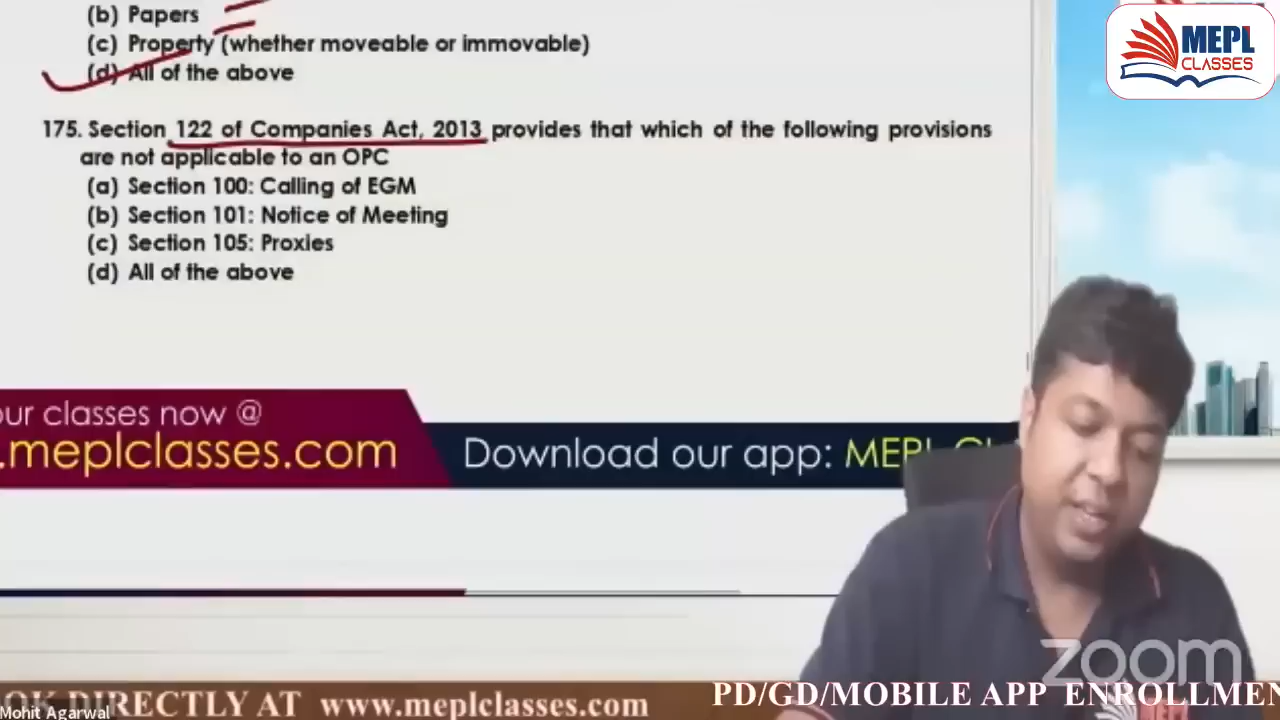 (b) Papers
(c) Property (whether moveable or immovable)
(d) All of the above
175. Section 122 of Companies Act, 2013 provides that which of the following provisions
are not applicable to an OPC
(a) Section 100: Calling of EGM
(b) Section 101: Notice of Meeting
(c) Section 105: Proxies
(d) All of the above
MEPL
CLASSES
our classes now @
.meplclasses.com
Download our app: MEPL
zoom
DIRECTLY AT www.meplclasses.com
PD/GD/MOBILE APP
Mohit Agarwal